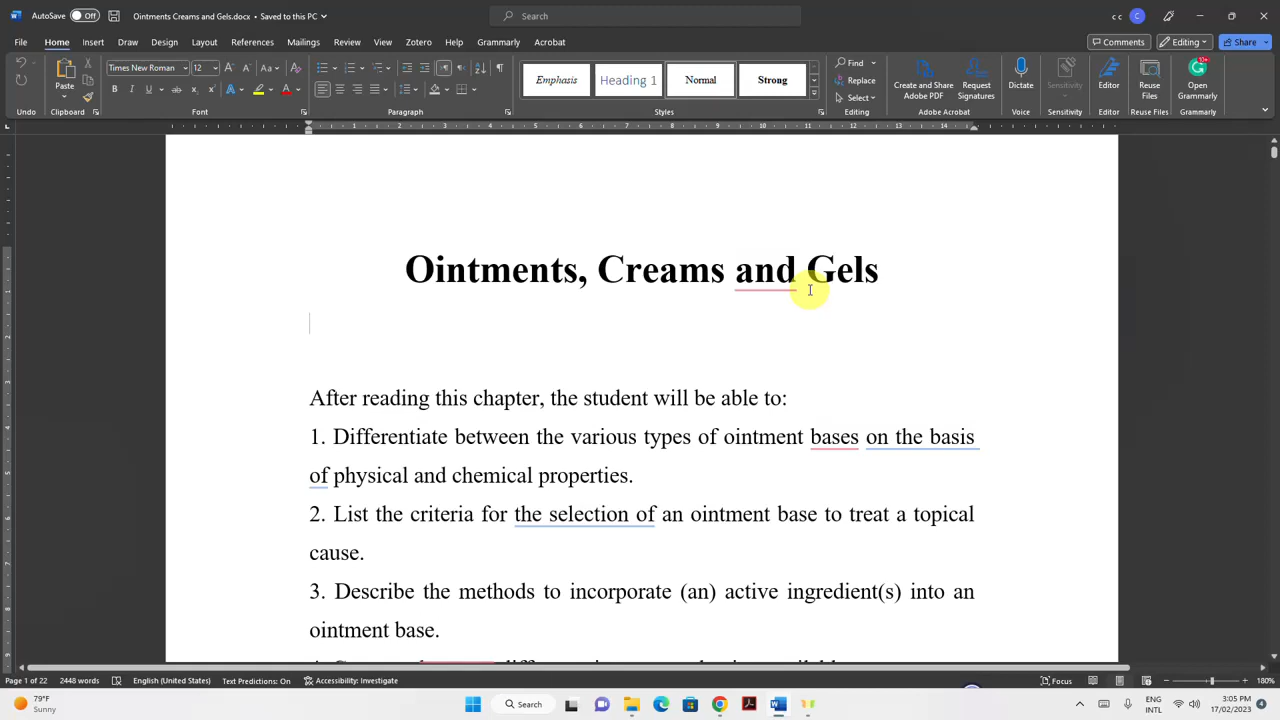 Ointments Creams and Gels.docx • Saved to this PC
AutoSave Off
Search
c c
File Home Insert Draw Design Layout References Mailings Review View Zotero Help Grammarly Acrobat
Comments Editing Share
Times New Roman 12
Paste
Emphasis Heading 1 Normal Strong
Find
Replace
Select
Create and Share Adobe PDF
Request Signatures
Dictate
Sensitivity
Editor
Reuse Files
Open Grammarly
Undo Clipboard Font Paragraph Styles Editing Adobe Acrobat Voice Sensitivity Editor Reuse Files Grammarly
Ointments, Creams and Gels
After reading this chapter, the student will be able to:
1. Differentiate between the various types of ointment bases on the basis
of physical and chemical properties.
2. List the criteria for the selection of an ointment base to treat a topical
cause.
3. Describe the methods to incorporate (an) active ingredient(s) into an
ointment base.
Page 1 of 22 2448 words English (United States) Text Predictions: On Accessibility: Investigate Focus 180%
79°F
Sunny
Search
ENG
INTL
3:05 PM
17/02/2023